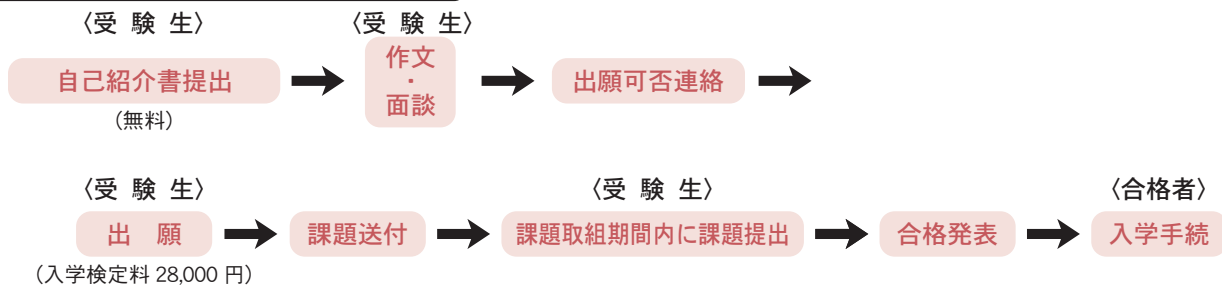 〈受 験 生〉
〈受 験 生〉
自己紹介書提出
作文
・
面談
出願可否連絡
(無料)
〈受 験 生〉
〈受 験 生〉
〈合格者〉
出　願
課題送付
課題取組期間内に課題提出
合格発表
入学手続
(入学検定料 28,000 円)